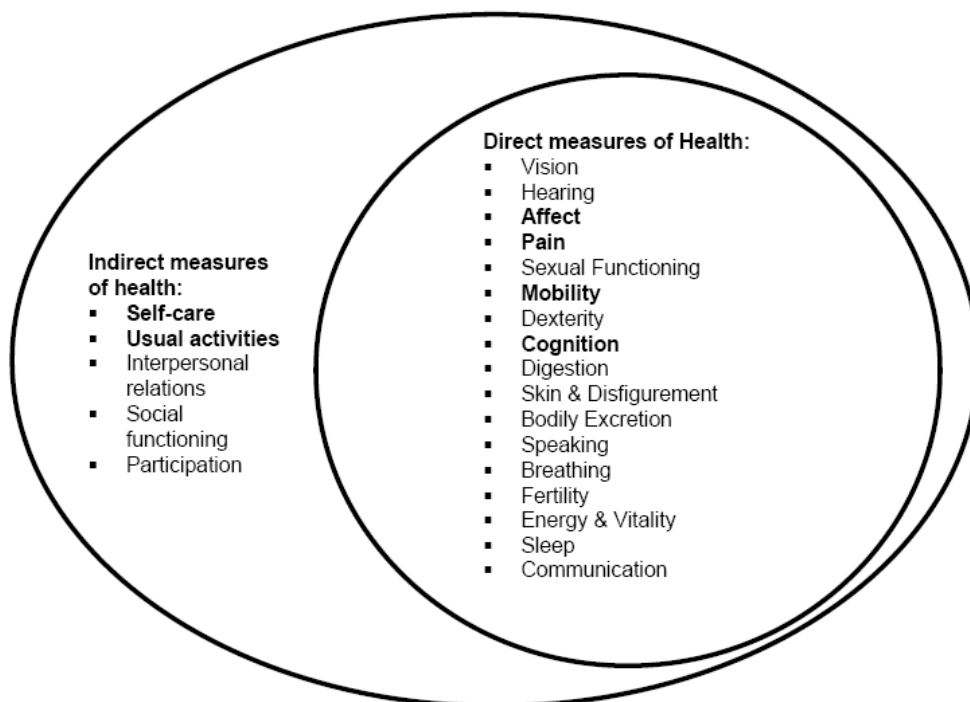 Indirect measures
of health:
▪ Self-care
▪ Usual activities
▪ Interpersonal
relations
▪ Social
functioning
▪ Participation
Direct measures of Health:
▪ Vision
▪ Hearing
▪ Affect
▪ Pain
▪ Sexual Functioning
▪ Mobility
▪ Dexterity
▪ Cognition
▪ Digestion
▪ Skin & Disfigurement
▪ Bodily Excretion
▪ Speaking
▪ Breathing
▪ Fertility
▪ Energy & Vitality
▪ Sleep
▪ Communication